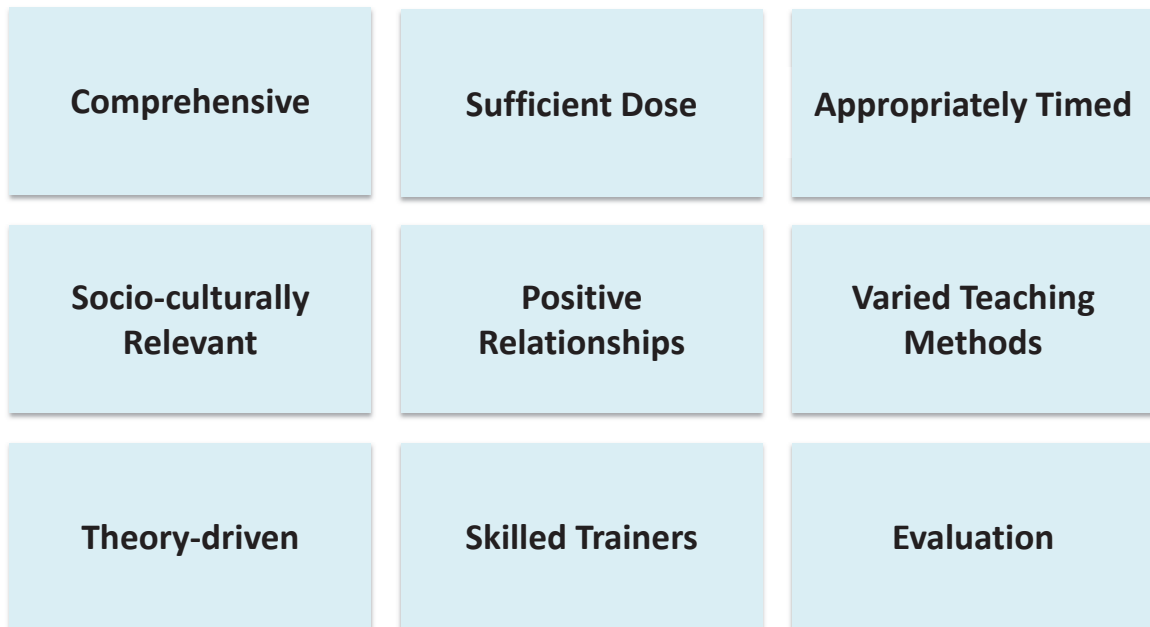 Comprehensive
Sufficient Dose
Appropriately Timed
Socio-culturally
Relevant
Positive
Relationships
Varied Teaching
Methods
Theory-driven
Skilled Trainers
Evaluation